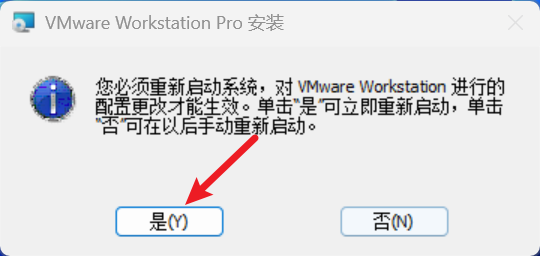 VMware Workstation Pro 安装
您必须重新启动系统，对 VMware Workstation 进行的
配置更改才能生效。单击“是”可立即重新启动，单击
“否”可在以后手动重新启动。
是(Y) 否(N)